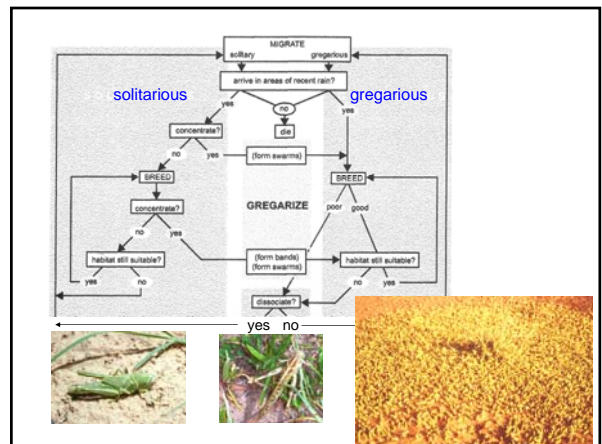 MIGRATE
solitary gregarious
arrive in areas of recent rain?
solitarious gregarious
yes no yes
concentrate? die
no yes (form swarms)
BREED BREED
GREGARIZE
concentrate? poor good
no yes
habitat still suitable? (form bands) habitat still suitable?
(form swarms)
yes no no yes
dissociate?
yes no